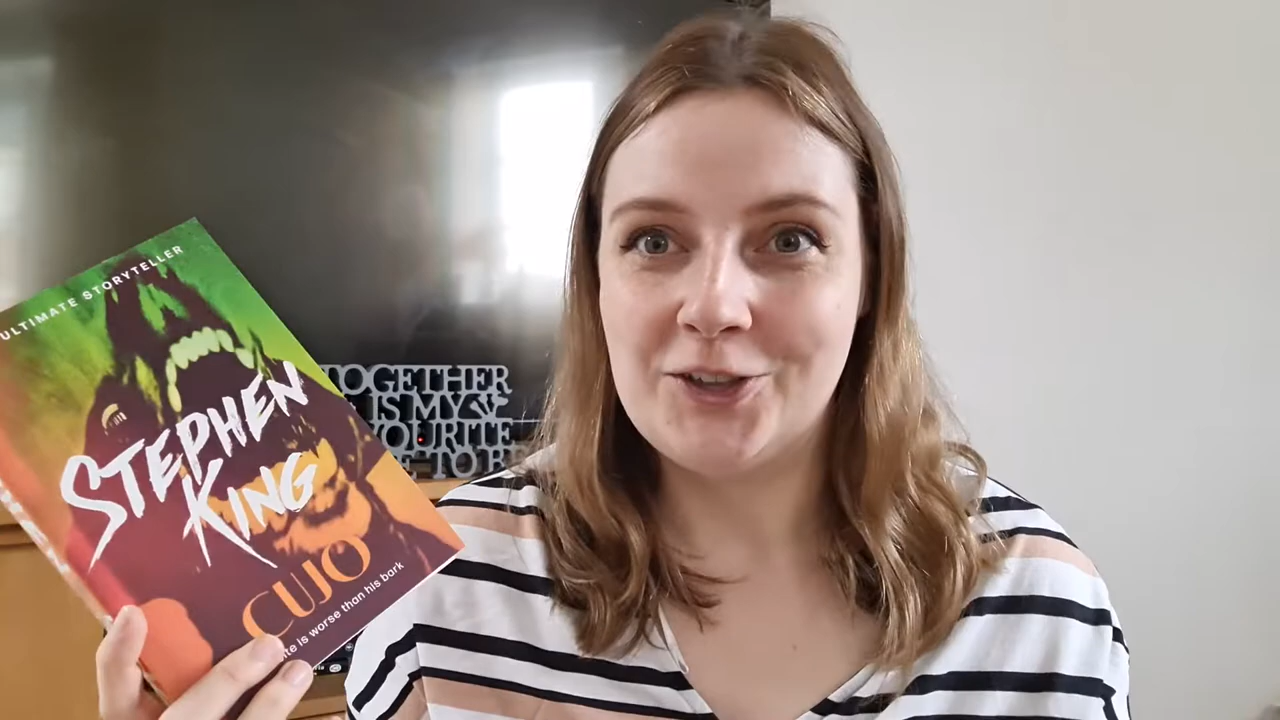 ULTIMATE STORYTELLER
STEPHEN
KING
CUJO
is worse than his bark
TOGETHER
IS MY